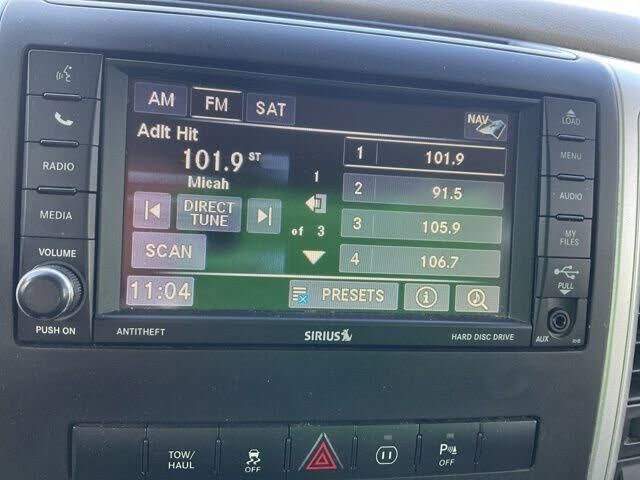 AM FM SAT NAV
Adlt Hit
101.9 ST
Micah
DIRECT
TUNE
SCAN
11:04
1
of 3
1 101.9
2 91.5
3 105.9
4 106.7
PRESETS
RADIO
MEDIA
VOLUME
PUSH ON
LOAD
MENU
AUDIO
MY
FILES
PULL
AUX
ANTITHEFT
SIRIUS
HARD DISC DRIVE
TOW/
HAUL
OFF
P
OFF